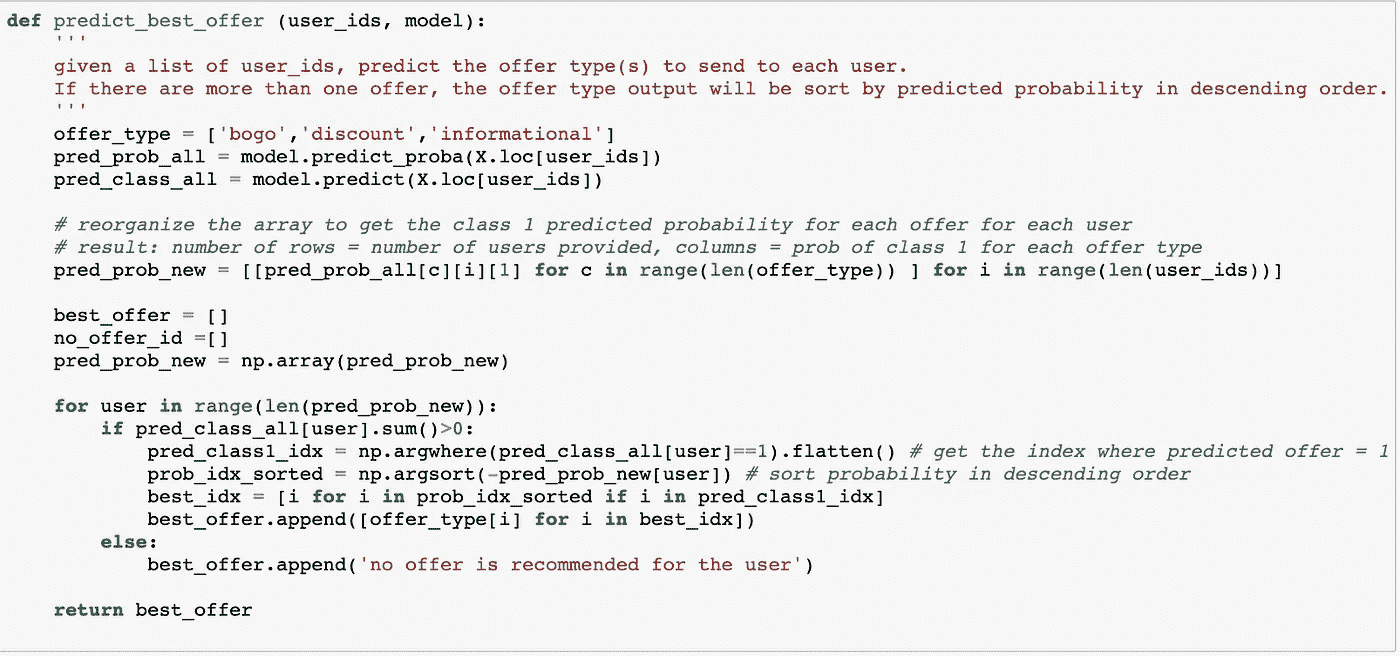 def predict_best_offer (user_ids, model):
    '''
    given a list of user_ids, predict the offer type(s) to send to each user.
    If there are more than one offer, the offer type output will be sort by predicted probability in descending order.
    '''
    offer_type = ['bogo','discount','informational']
    pred_prob_all = model.predict_proba(X.loc[user_ids])
    pred_class_all = model.predict(X.loc[user_ids])
    # reorganize the array to get the class 1 predicted probability for each offer for each user
    # result: number of rows = number of users provided, columns = prob of class 1 for each offer type
    pred_prob_new = [[pred_prob_all[c][i][1] for c in range(len(offer_type)) ] for i in range(len(user_ids))]
    best_offer = []
    no_offer_id =[]
    pred_prob_new = np.array(pred_prob_new)
    for user in range(len(pred_prob_new)):
        if pred_class_all[user].sum()>0:
            pred_class1_idx = np.argwhere(pred_class_all[user]==1).flatten() # get the index where predicted offer = 1
            prob_idx_sorted = np.argsort(-pred_prob_new[user]) # sort probability in descending order
            best_idx = [i for i in prob_idx_sorted if i in pred_class1_idx]
            best_offer.append([offer_type[i] for i in best_idx])
        else:
            best_offer.append('no offer is recommended for the user')
    return best_offer